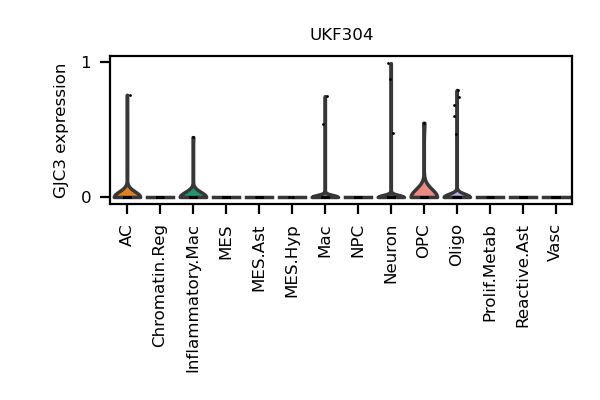 UKF304
GJC3 expression
1
0
AC
Chromatin.Reg
Inflammatory.Mac
MES
MES.Ast
MES.Hyp
Mac
NPC
Neuron
OPC
Oligo
Prolif.Metab
Reactive.Ast
Vasc